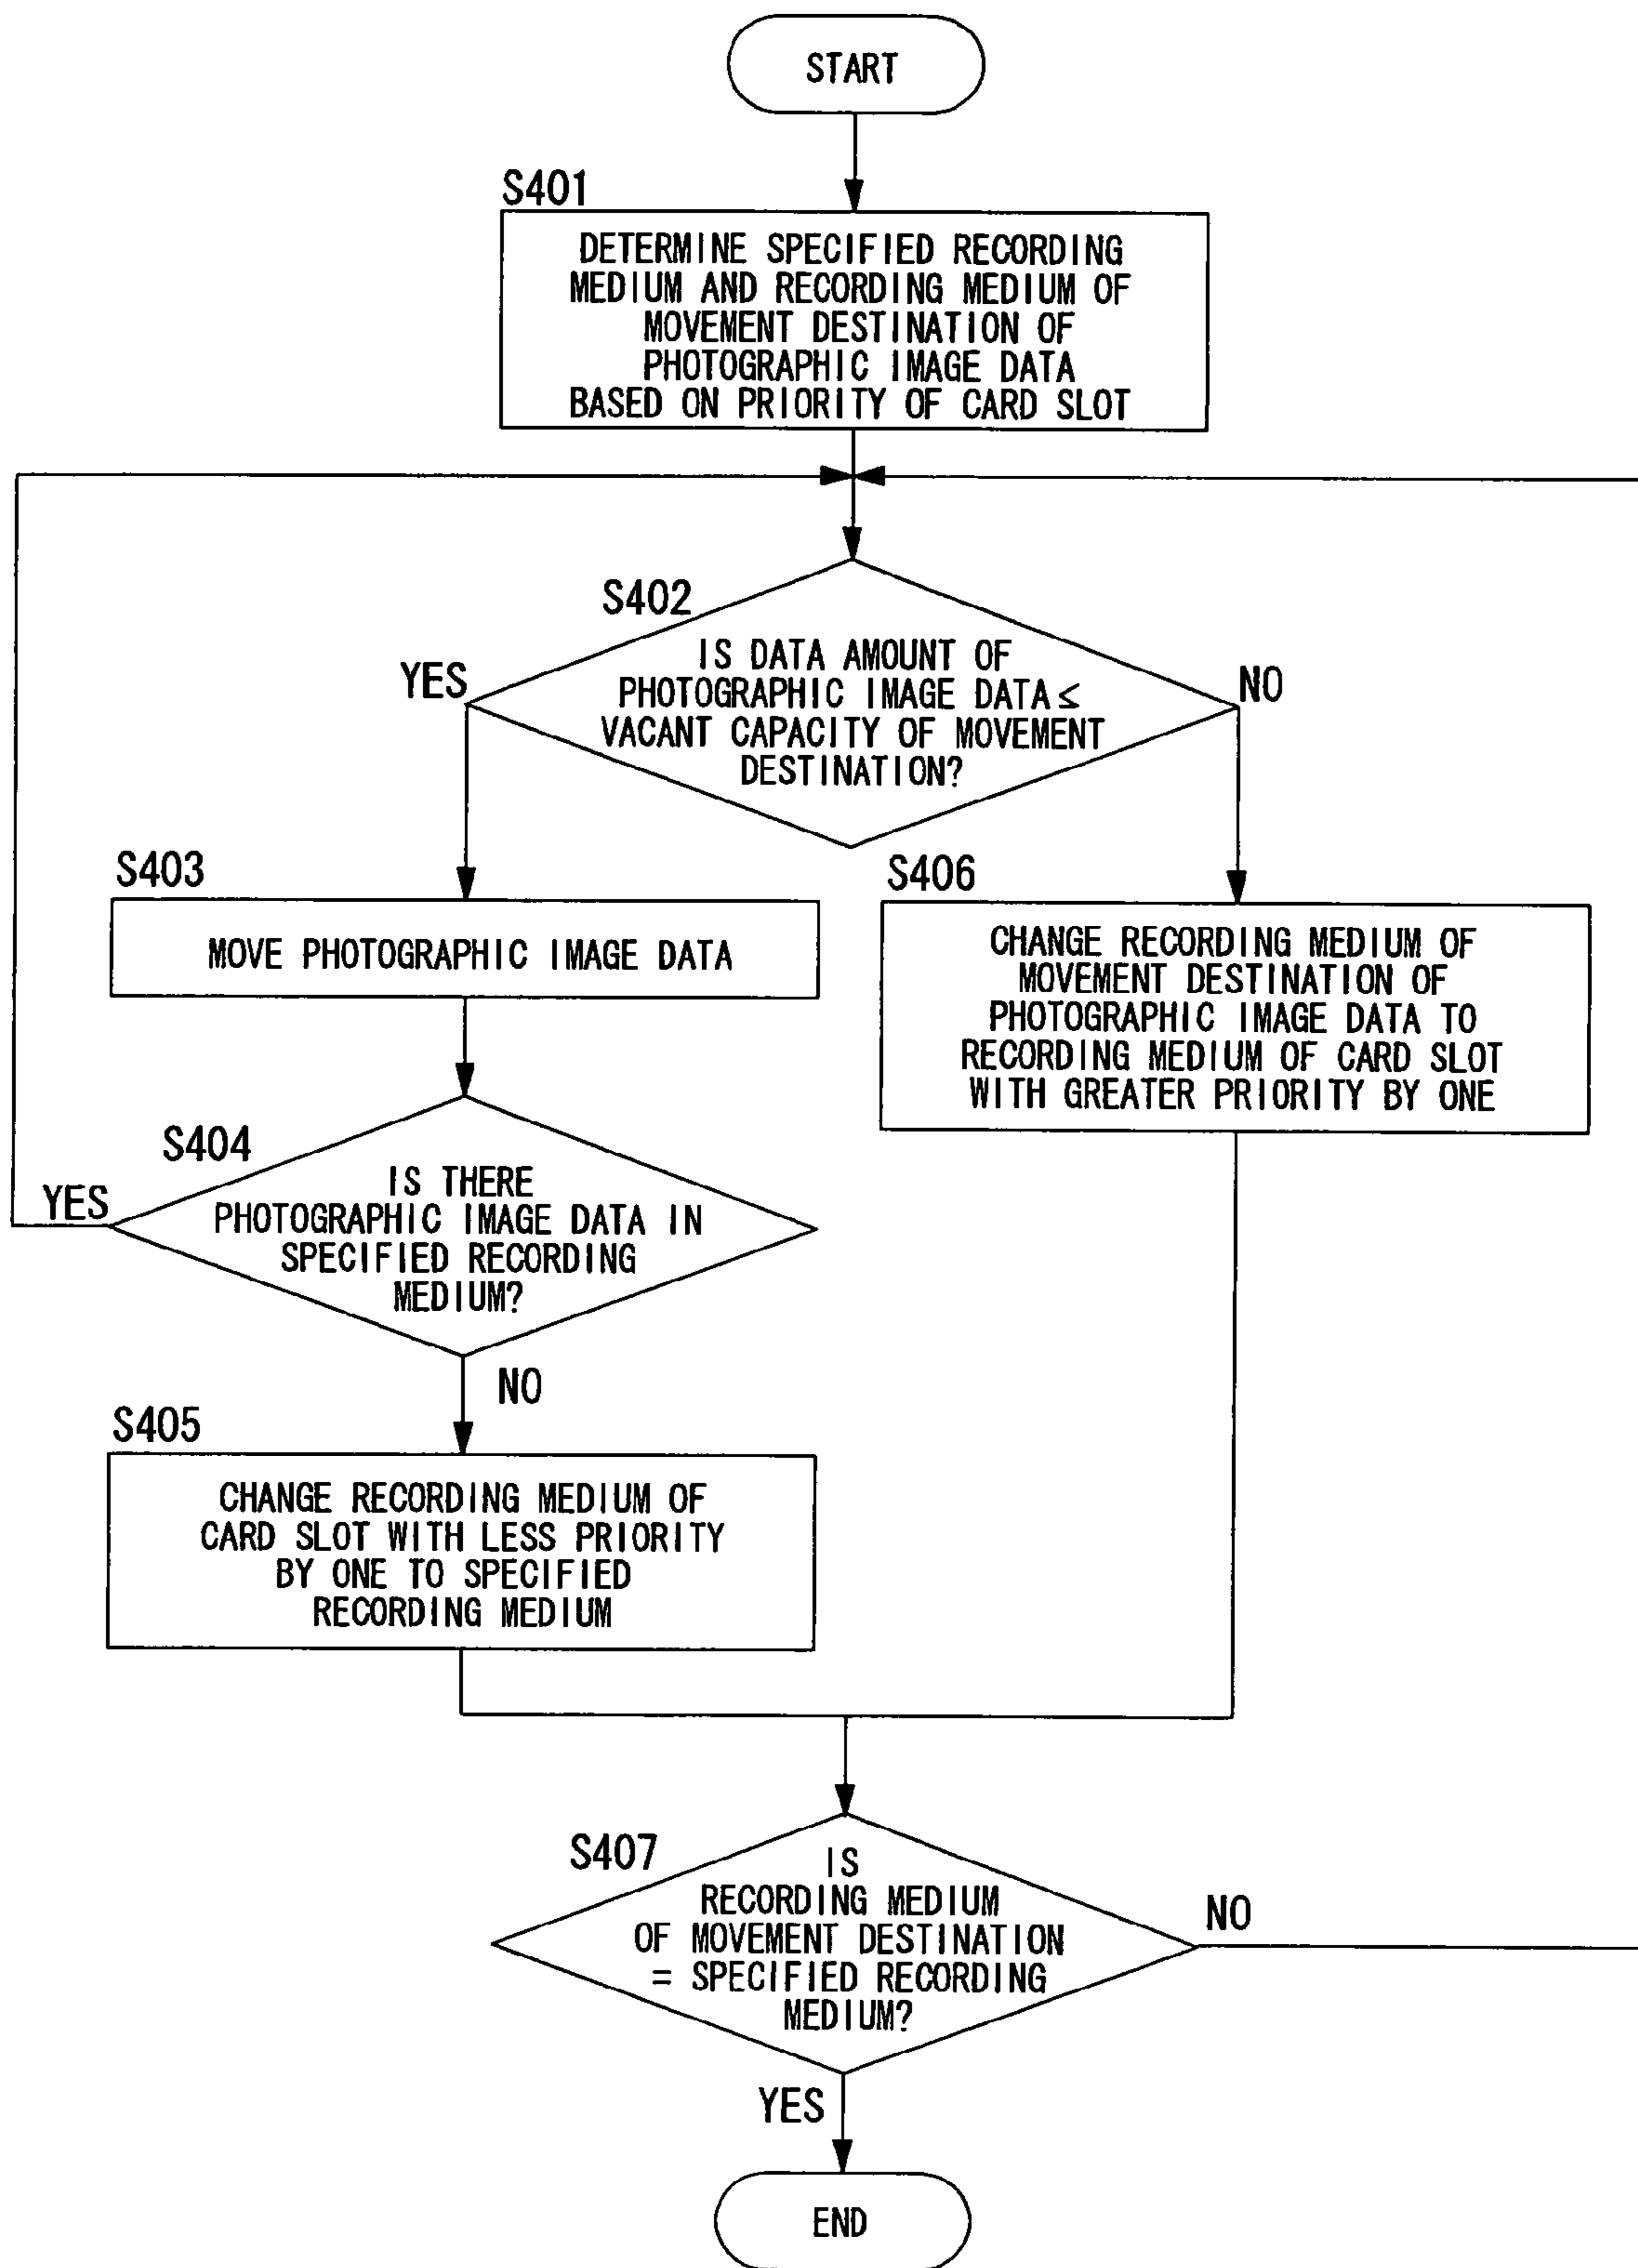 START
S401
DETERMINE SPECIFIED RECORDING
MEDIUM AND RECORDING MEDIUM OF
MOVEMENT DESTINATION OF
PHOTOGRAPHIC IMAGE DATA
BASED ON PRIORITY OF CARD SLOT
S402
IS DATA AMOUNT OF
PHOTOGRAPHIC IMAGE DATA≤
VACANT CAPACITY OF MOVEMENT
DESTINATION?
YES
NO
S403
MOVE PHOTOGRAPHIC IMAGE DATA
S406
CHANGE RECORDING MEDIUM OF
MOVEMENT DESTINATION OF
PHOTOGRAPHIC IMAGE DATA TO
RECORDING MEDIUM OF CARD SLOT
WITH GREATER PRIORITY BY ONE
S404
IS THERE
PHOTOGRAPHIC IMAGE DATA IN
SPECIFIED RECORDING
MEDIUM?
YES
NO
S405
CHANGE RECORDING MEDIUM OF
CARD SLOT WITH LESS PRIORITY
BY ONE TO SPECIFIED
RECORDING MEDIUM
S407
IS
RECORDING MEDIUM
OF MOVEMENT DESTINATION
= SPECIFIED RECORDING
MEDIUM?
NO
YES
END